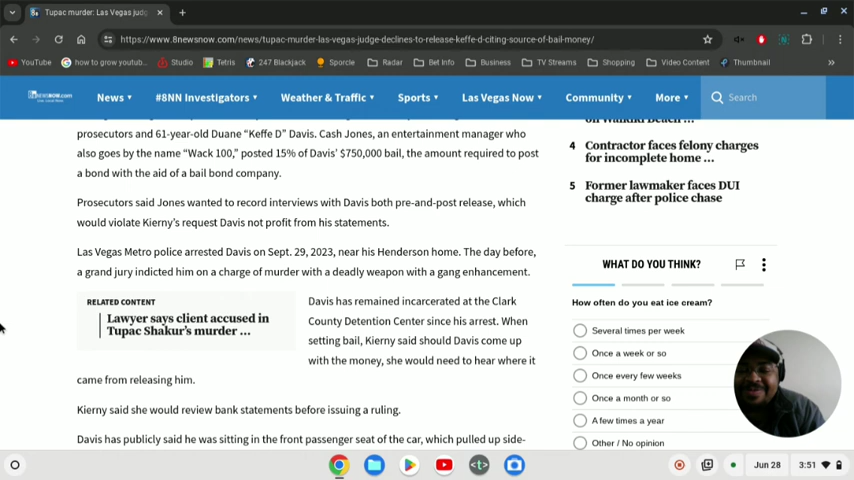 Tupac murder: Las Vegas judg
https://www.8newsnow.com/news/tupac-murder-las-vegas-judge-declines-to-release-keffe-d-citing-source-of-bail-money/
YouTube
how to grow youtub...
Studio
Tetris
247 Blackjack
Sporcle
Radar
Bet Info
Business
TV Streams
Shopping
Video Content
Thumbnail
8NEWSNOW.com
News
#8NN Investigators
Weather & Traffic
Sports
Las Vegas Now
Community
More
Search
prosecutors and 61-year-old Duane “Keffe D” Davis. Cash Jones, an entertainment manager who
also goes by the name “Wack 100,” posted 15% of Davis’ $750,000 bail, the amount required to post
a bond with the aid of a bail bond company.
Prosecutors said Jones wanted to record interviews with Davis both pre-and-post release, which
would violate Kierny’s request Davis not profit from his statements.
Las Vegas Metro police arrested Davis on Sept. 29, 2023, near his Henderson home. The day before,
a grand jury indicted him on a charge of murder with a deadly weapon with a gang enhancement.
RELATED CONTENT
Lawyer says client accused in
Tupac Shakur’s murder ...
Davis has remained incarcerated at the Clark
County Detention Center since his arrest. When
setting bail, Kierny said should Davis come up
with the money, she would need to hear where it
came from releasing him.
Kierny said she would review bank statements before issuing a ruling.
Davis has publicly said he was sitting in the front passenger seat of the car, which pulled up side-
4 Contractor faces felony charges
for incomplete home ...
5 Former lawmaker faces DUI
charge after police chase
WHAT DO YOU THINK?
How often do you eat ice cream?
Several times per week
Once a week or so
Once every few weeks
Once a month or so
A few times a year
Other / No opinion
Jun 28
3:51